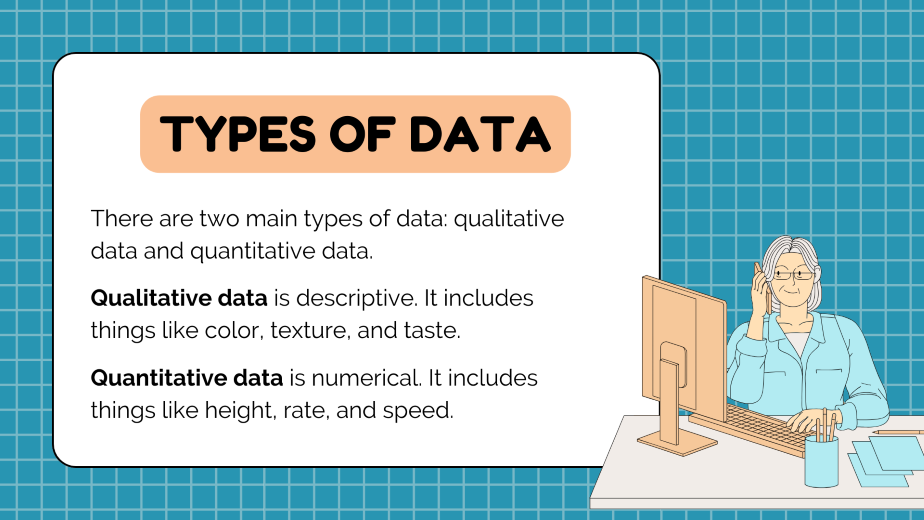 TYPES OF DATA
There are two main types of data: qualitative
data and quantitative data.
Qualitative data is descriptive. It includes
things like color, texture, and taste.
Quantitative data is numerical. It includes
things like height, rate, and speed.